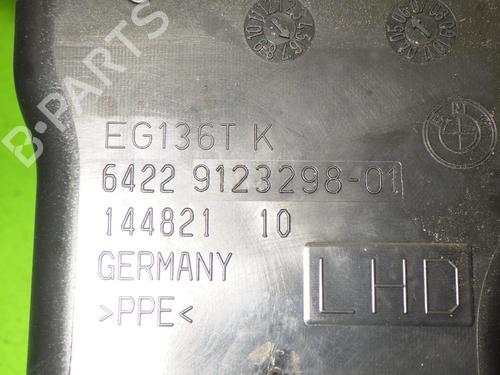 EG136T K
6422 9123298-01
144821 10
GERMANY
>PPE<
LHD
B-PARTS